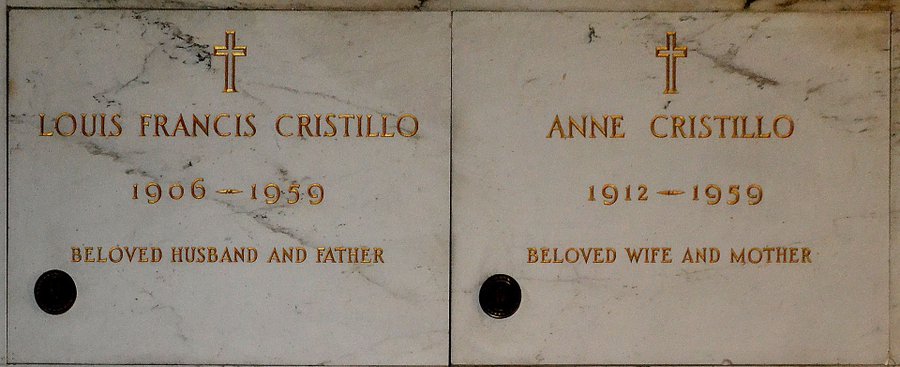 LOUIS FRANCIS CRISTILLO
1906 – 1959
BELOVED HUSBAND AND FATHER
ANNE CRISTILLO
1912 – 1959
BELOVED WIFE AND MOTHER